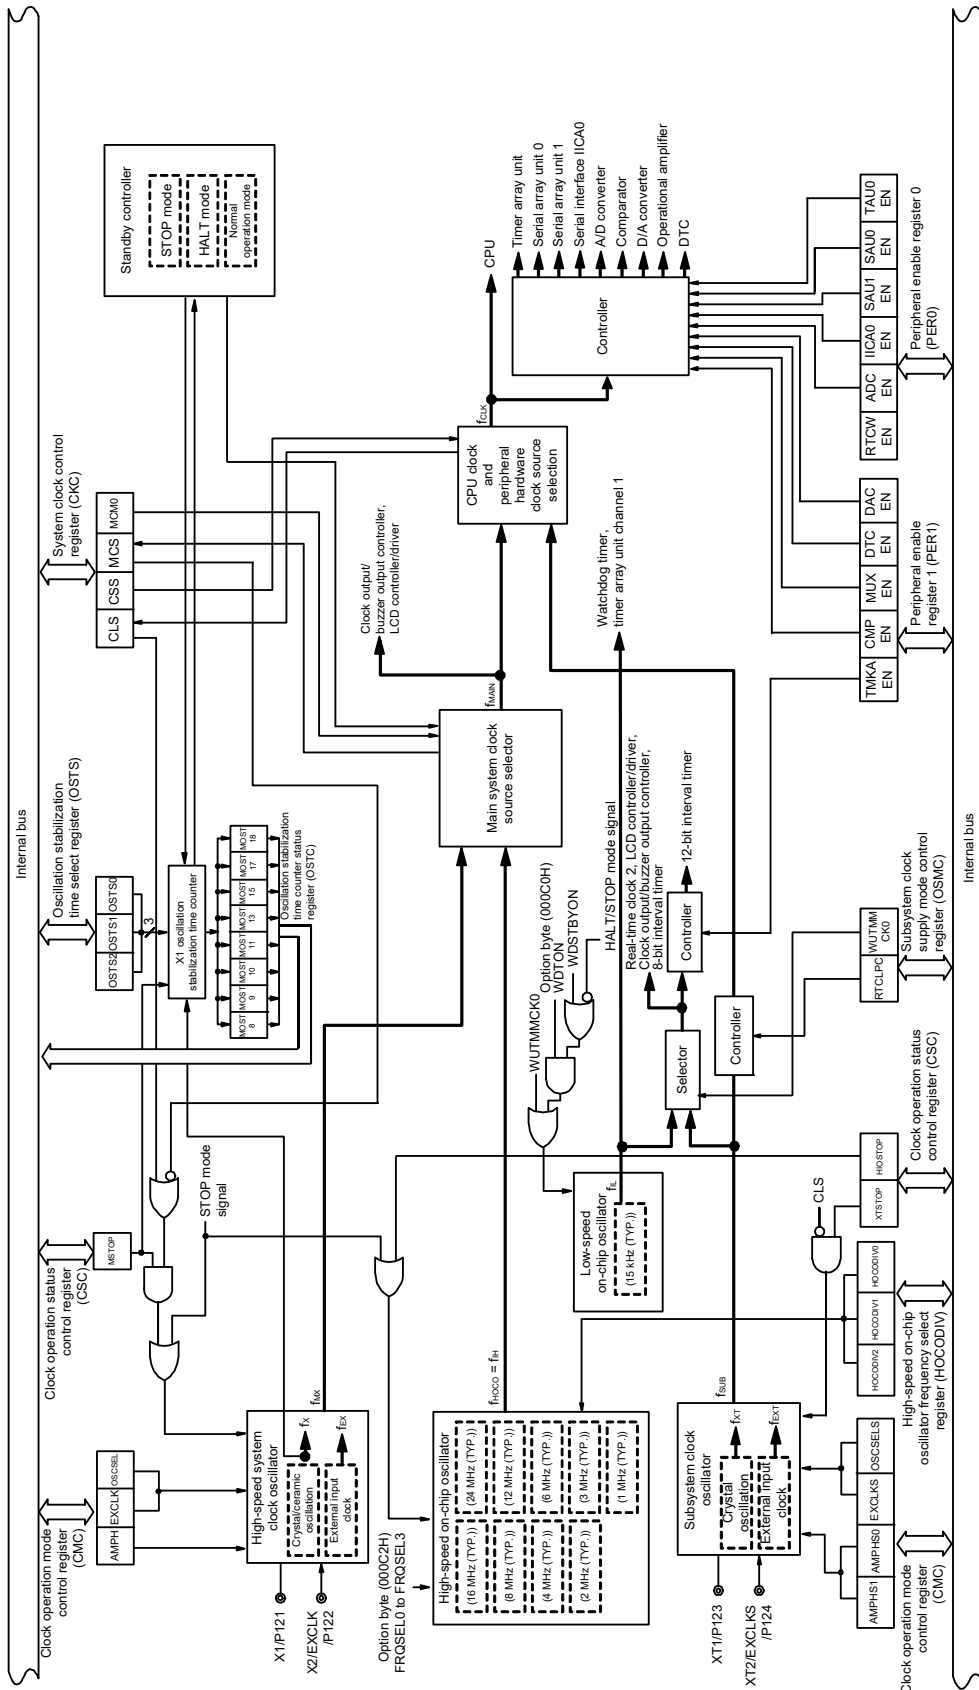 Internal bus
Clock operation mode
control register
(CMC)
AMPH
EXCLK
OSCSEL
Clock operation status
control register
(CSC)
MSTOP
STOP mode
signal
Oscillation stabilization
time select register (OSTS)
OSTS2
OSTS1
OSTS0
3
X1 oscillation
stabilization time counter
MOST
8
MOST
9
MOST
10
MOST
11
MOST
13
MOST
15
MOST
17
MOST
18
Oscillation stabilization
time counter status
register (OSTC)
System clock control
register (CKC)
CLS
CSS
MCS
MCM0
Standby controller
STOP mode
HALT mode
Normal
operation mode
X1/P121
X2/EXCLK
/P122
High-speed system
clock oscillator
Crystal/ceramic
oscillation
External input
clock
fX
fEX
fMX
Option byte (000C2H)
FRQSEL0 to FRQSEL3
High-speed on-chip oscillator
(16 MHz (TYP.))
(24 MHz (TYP.))
(8 MHz (TYP.))
(12 MHz (TYP.))
(4 MHz (TYP.))
(6 MHz (TYP.))
(2 MHz (TYP.))
(3 MHz (TYP.))
(1 MHz (TYP.))
fHOCO = fIH
Main system clock
source selector
fMAIN
Clock output/
buzzer output controller,
LCD controller/driver
CPU clock
and
peripheral
hardware
clock source
selection
fCLK
CPU
Controller
Timer array unit
Serial array unit 0
Serial array unit 1
Serial interface IICA0
A/D converter
Comparator
D/A converter
Operational amplifier
DTC
WUTMMCK0
Option byte (000C0H)
WDTON
WDSTBYON
HALT/STOP mode signal
Low-speed
on-chip oscillator
(15 kHz (TYP.))
fIL
Watchdog timer,
timer array unit channel 1
Real-time clock 2, LCD controller/driver,
Clock output/buzzer output controller,
8-bit interval timer
Selector
Controller
12-bit interval timer
Controller
XT1/P123
XT2/EXCLKS
/P124
Subsystem clock
oscillator
Crystal
oscillation
External input
clock
fXT
fEXT
fSUB
CLS
AMPHS1
AMPHS0
EXCLKS
OSCSELS
Clock operation mode
control register
(CMC)
HOCODIV2
HOCODIV1
HOCODIV0
High-speed on-chip
oscillator frequency select
register (HOCODIV)
XTSTOP
HIOSTOP
Clock operation status
control register (CSC)
RTCLPC
WUTMM
CK0
Subsystem clock
supply mode control
register (OSMC)
TMKA
EN
CMP
EN
MUX
EN
DTC
EN
DAC
EN
Peripheral enable
register 1 (PER1)
RTCW
EN
ADC
EN
IICA0
EN
SAU1
EN
SAU0
EN
TAU0
EN
Peripheral enable register 0
(PER0)
Internal bus